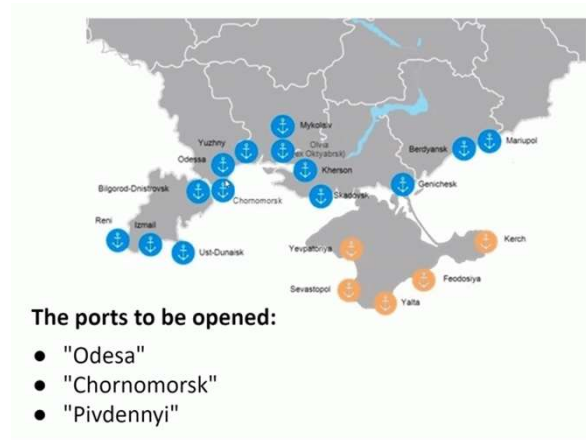 Mykolaiv
Yuzhny
Olvia
(ex Oktyabrsk)
Odessa
Kherson
Berdyansk
Mariupol
Bilgorod-Dnistrovsk
Chornomorsk
Skadovsk
Genichesk
Reni
Izmail
Ust-Dunaisk
Yevpatoriya
Kerch
Sevastopol
Feodosiya
Yalta
The ports to be opened:
● "Odesa"
● "Chornomorsk"
● "Pivdennyi"